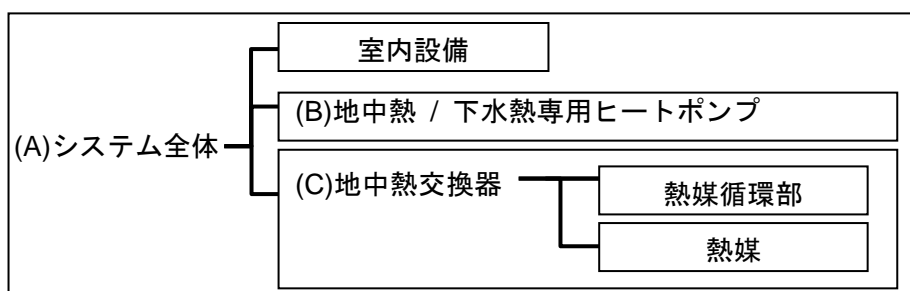 室内設備
(B)地中熱 / 下水熱専用ヒートポンプ
(A)システム全体
(C)地中熱交換器
熱媒循環部
熱媒